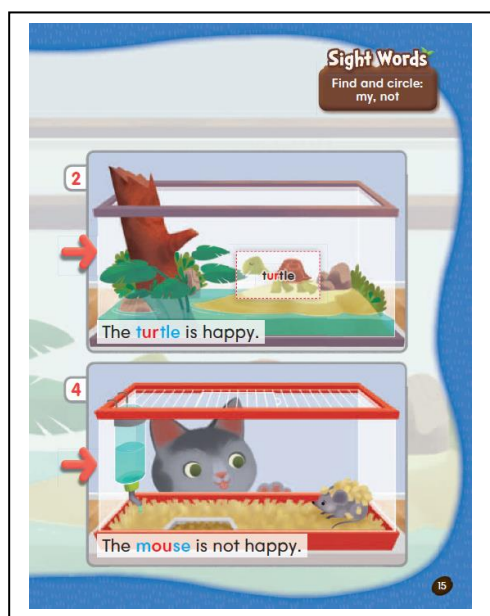 Sight Words
Find and circle:
my, not
2
turtle
The turtle is happy.
4
The mouse is not happy.
15